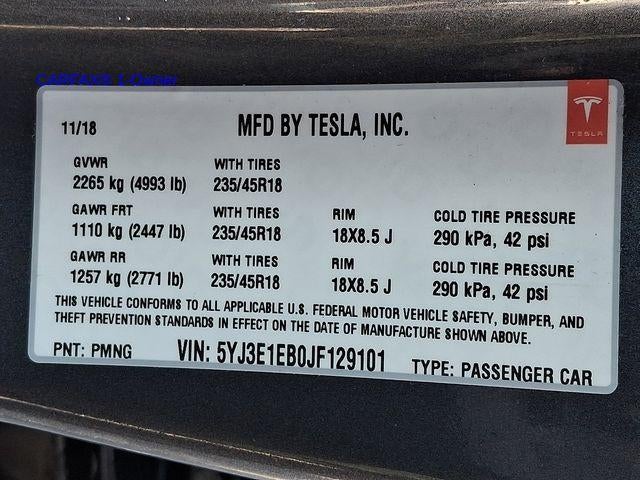 CARFAX® 1-Owner
11/18
MFD BY TESLA, INC.
TESLA
GVWR WITH TIRES
2265 kg (4993 lb) 235/45R18
GAWR FRT WITH TIRES RIM COLD TIRE PRESSURE
1110 kg (2447 lb) 235/45R18 18X8.5 J 290 kPa, 42 psi
GAWR RR WITH TIRES RIM COLD TIRE PRESSURE
1257 kg (2771 lb) 235/45R18 18X8.5 J 290 kPa, 42 psi
THIS VEHICLE CONFORMS TO ALL APPLICABLE U.S. FEDERAL MOTOR VEHICLE SAFETY, BUMPER, AND
THEFT PREVENTION STANDARDS IN EFFECT ON THE DATE OF MANUFACTURE SHOWN ABOVE.
PNT: PMNG VIN: 5YJ3E1EB0JF129101 TYPE: PASSENGER CAR